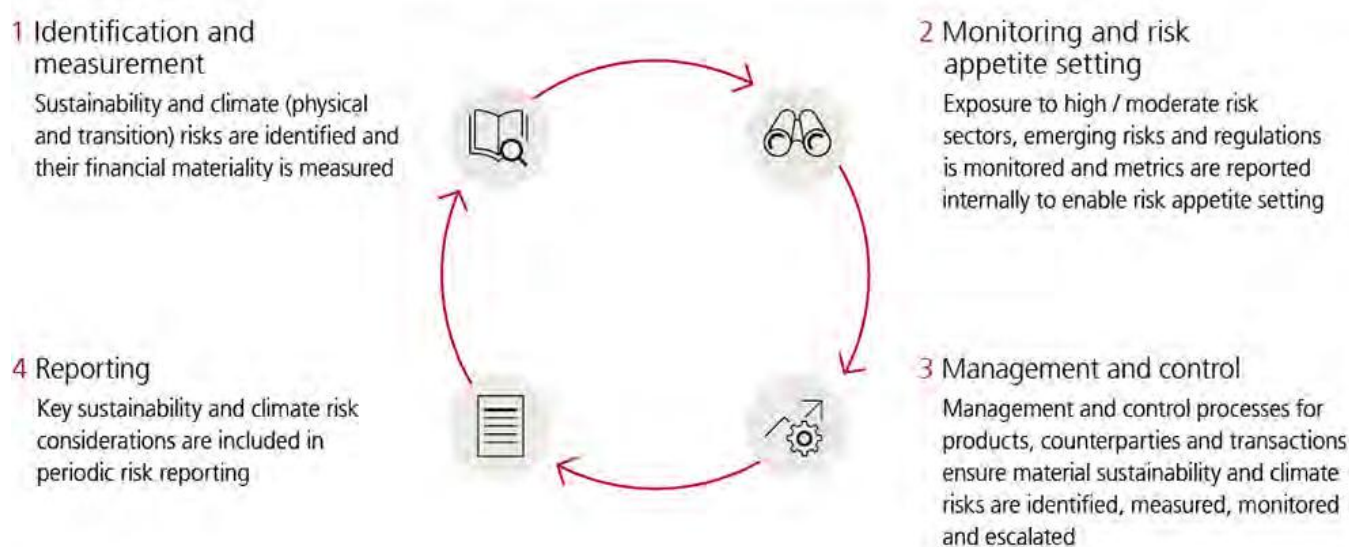 1 Identification and
measurement
Sustainability and climate (physical
and transition) risks are identified and
their financial materiality is measured
2 Monitoring and risk
appetite setting
Exposure to high / moderate risk
sectors, emerging risks and regulations
is monitored and metrics are reported
internally to enable risk appetite setting
3 Management and control
Management and control processes for
products, counterparties and transactions
ensure material sustainability and climate
risks are identified, measured, monitored
and escalated
4 Reporting
Key sustainability and climate risk
considerations are included in
periodic risk reporting